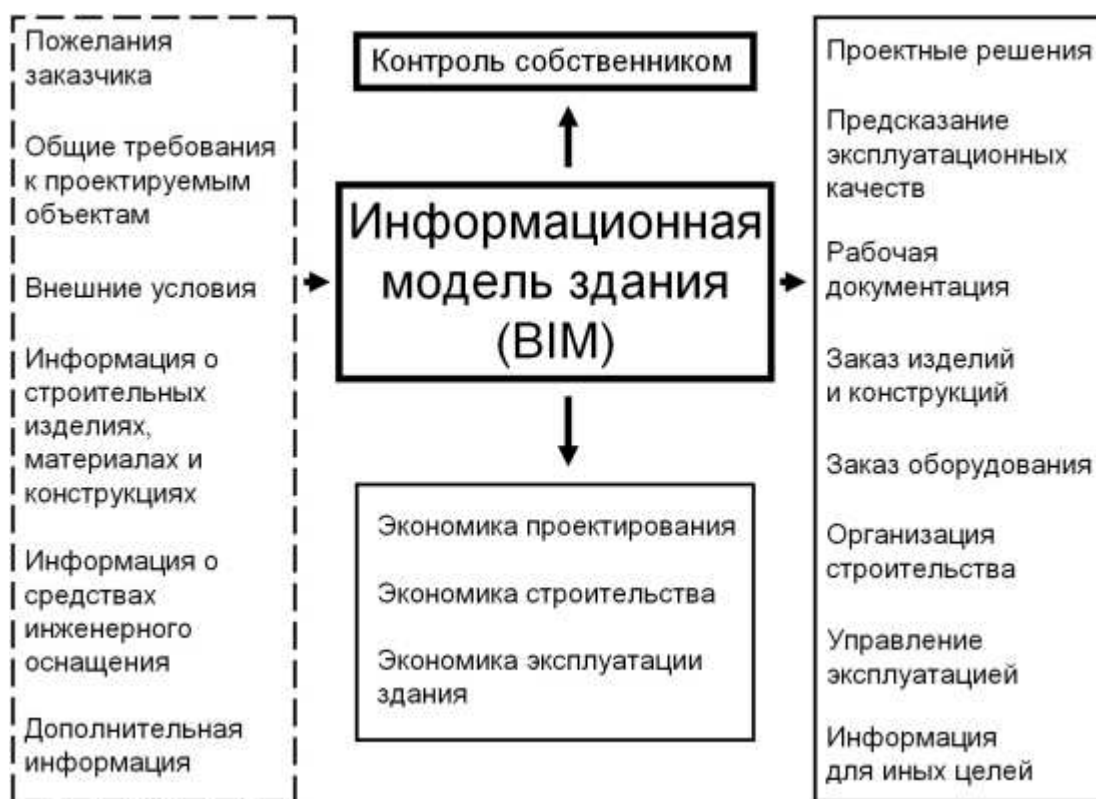 Пожелания
заказчика
Общие требования
к проектируемым
объектам
Внешние условия
Информация о
строительных
изделиях,
материалах и
конструкциях
Информация о
средствах
инженерного
оснащения
Дополнительная
информация
Контроль собственником
Информационная
модель здания
(BIM)
Экономика проектирования
Экономика строительства
Экономика эксплуатации
здания
Проектные решения
Предсказание
эксплуатационных
качеств
Рабочая
документация
Заказ изделий
и конструкций
Заказ оборудования
Организация
строительства
Управление
эксплуатацией
Информация
для иных целей